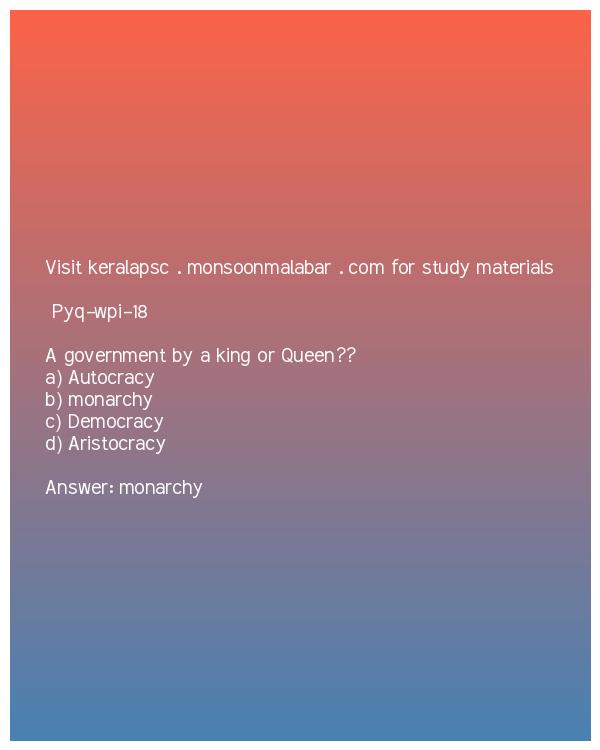 Visit keralapsc . monsoonmalabar . com for study materials
Pyq-wpi-18
A government by a king or Queen??
a) Autocracy
b) monarchy
c) Democracy
d) Aristocracy
Answer: monarchy